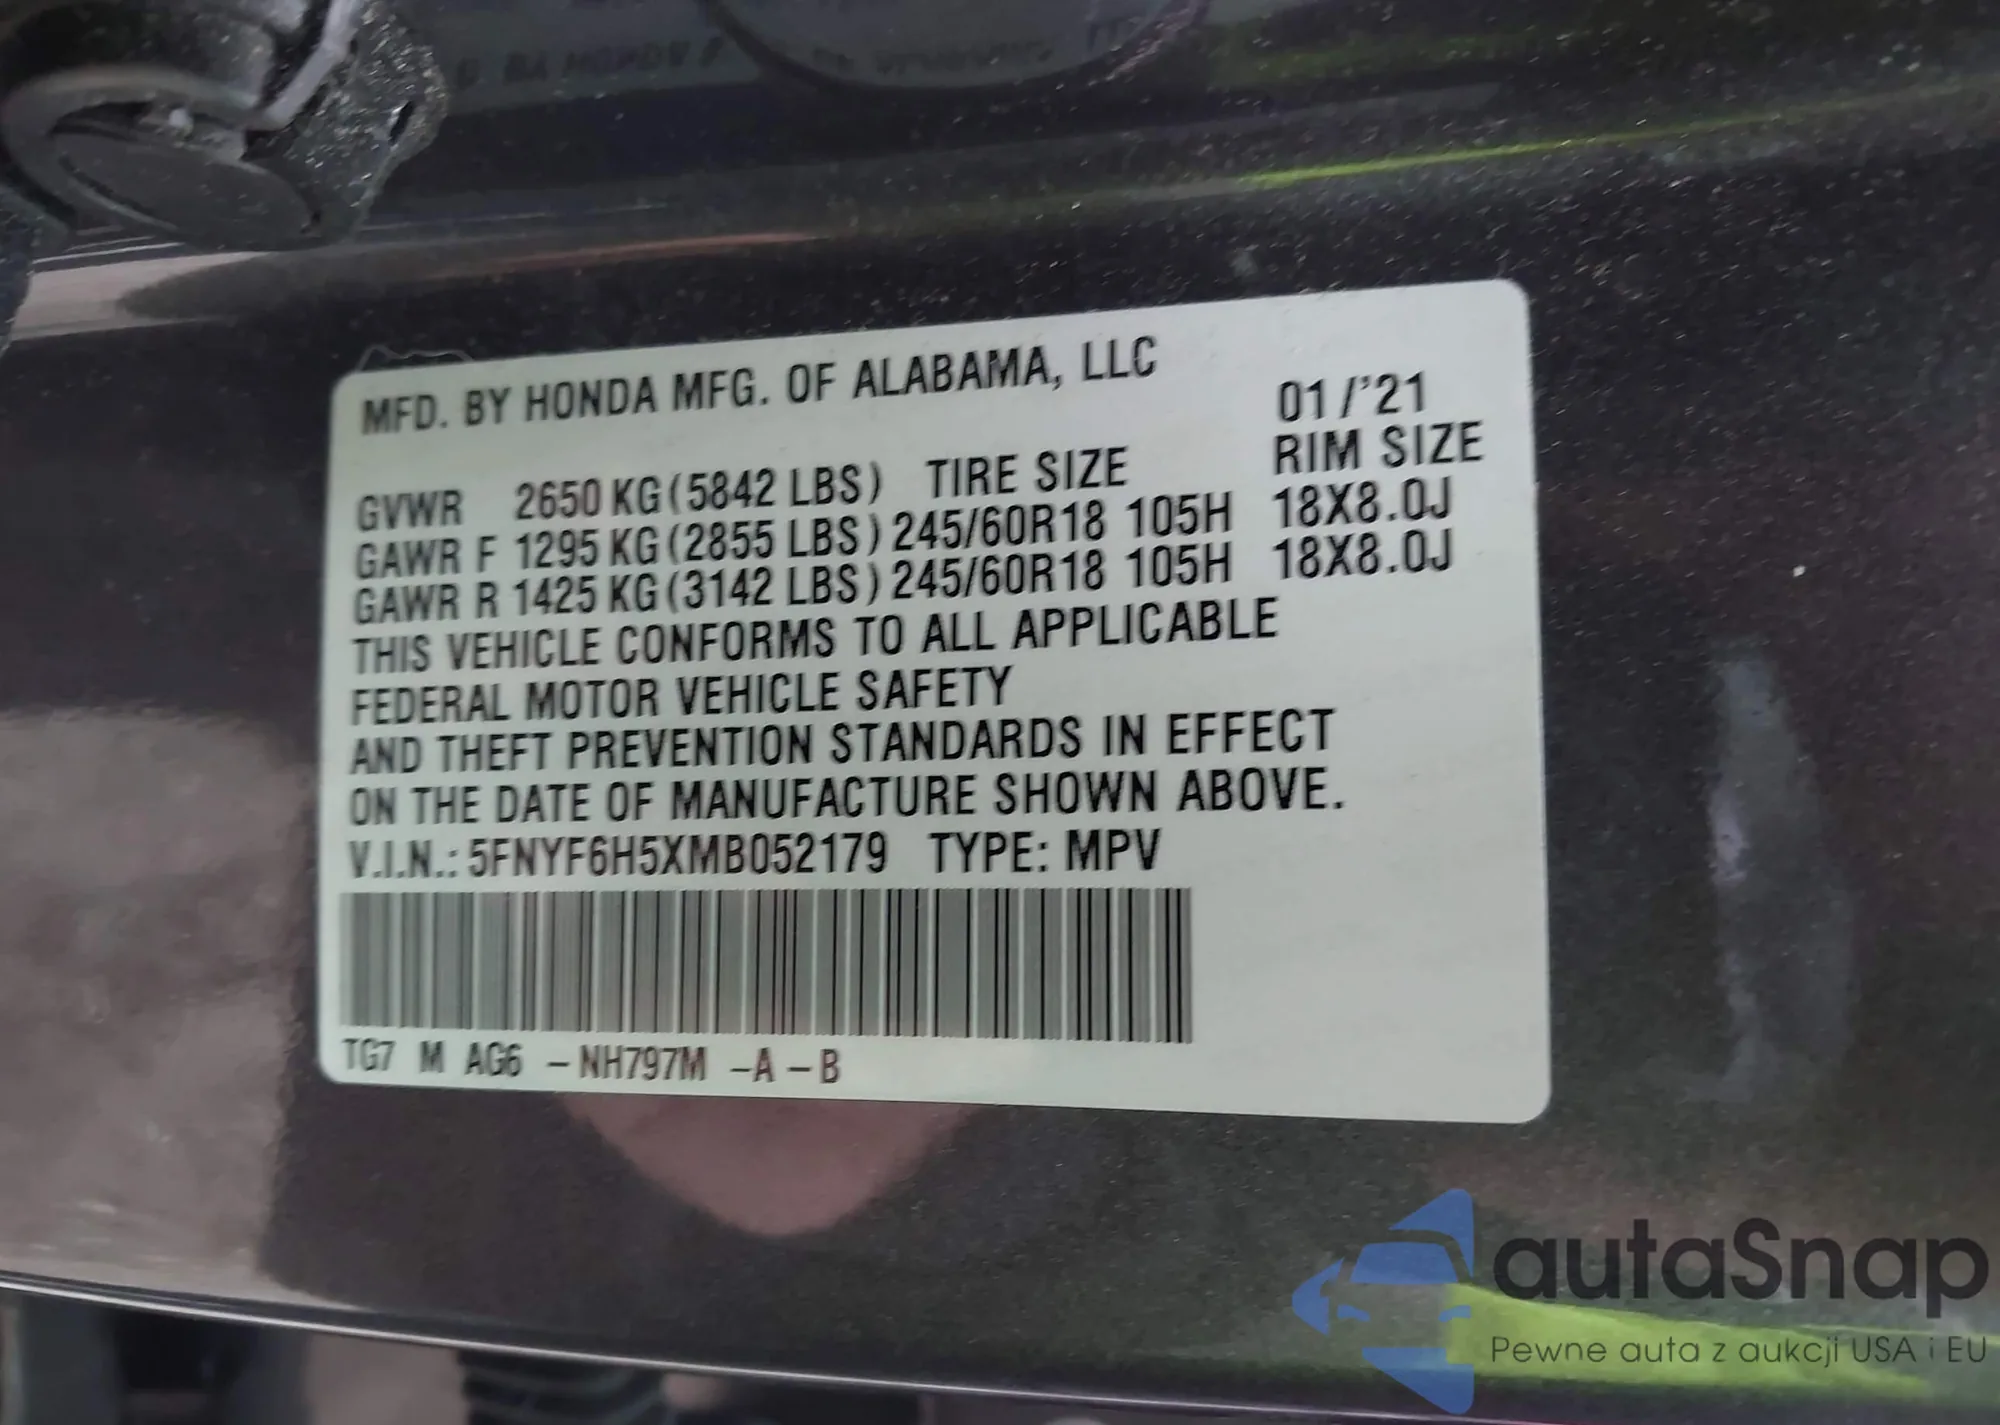 MFD. BY HONDA MFG. OF ALABAMA, LLC
01/'21
GVWR 2650 KG (5842 LBS) TIRE SIZE RIM SIZE
GAWR F 1295 KG (2855 LBS) 245/60R18 105H 18X8.0J
GAWR R 1425 KG (3142 LBS) 245/60R18 105H 18X8.0J
THIS VEHICLE CONFORMS TO ALL APPLICABLE
FEDERAL MOTOR VEHICLE SAFETY
AND THEFT PREVENTION STANDARDS IN EFFECT
ON THE DATE OF MANUFACTURE SHOWN ABOVE.
V.I.N.: 5FNYF6H5XMB052179 TYPE: MPV
TG7 M AG6 -NH797M -A -B
autaSnap
Pewne auta z aukcji USA i EU